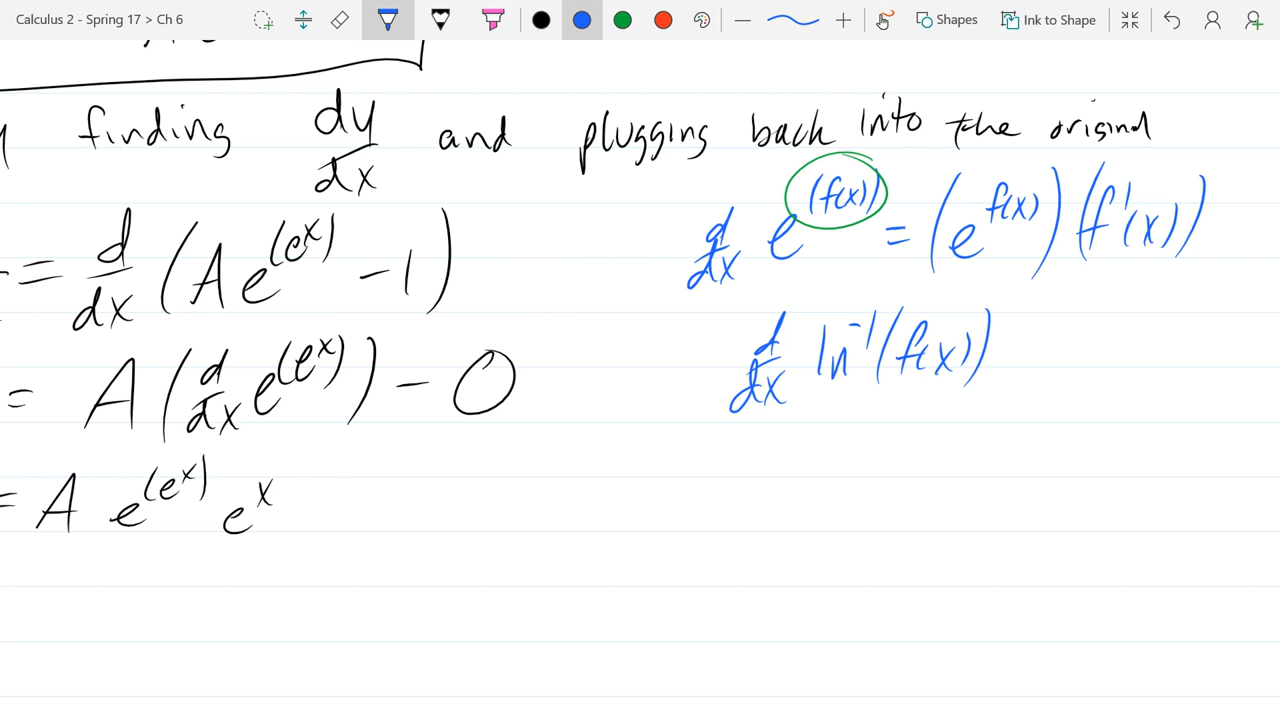 Calculus 2 - Spring 17 > Ch 6
Shapes
Ink to Shape
finding dy/dx and plugging back into the original
= d/dx (Ae^(e^x) - 1)
= A (d/dx e^(e^x)) - 0
= A e^(e^x) e^x
d/dx e^(f(x)) = (e^f(x)) (f'(x))
d/dx ln^-1 (f(x))